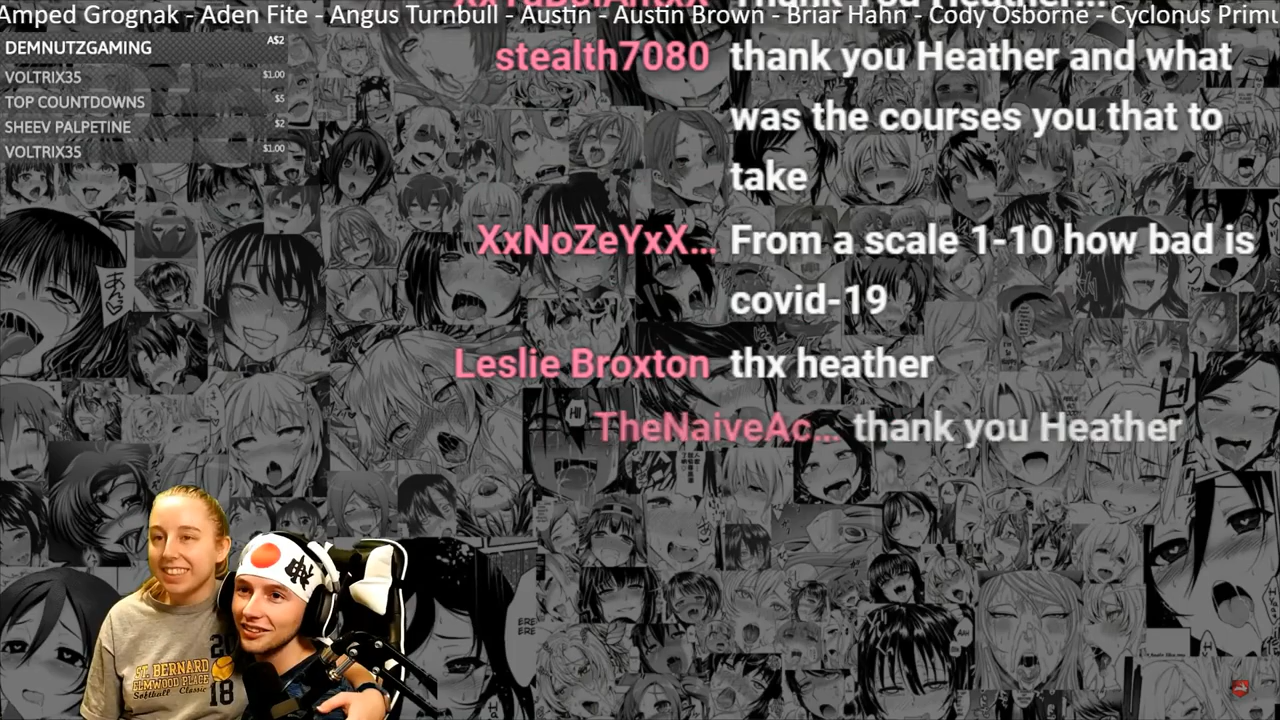 Amped Grognak - Aden Fite - Angus Turnbull - Austin - Austin Brown - Briar Hahn - Cody Osborne - Cyclonus Primu
DEMNUTZGAMING A$2
VOLTRIX35 $1.00
TOP COUNTDOWNS $5
SHEEV PALPETINE $2
VOLTRIX35 $1.00
stealth7080 thank you Heather and what
was the courses you that to
take
XxNoZeYxX... From a scale 1-10 how bad is
covid-19
Leslie Broxton thx heather
TheNaiveAc... thank you Heather
ST. BERNARD
ELMWOOD PLACE
Softball Classic
18
ERE
ERE